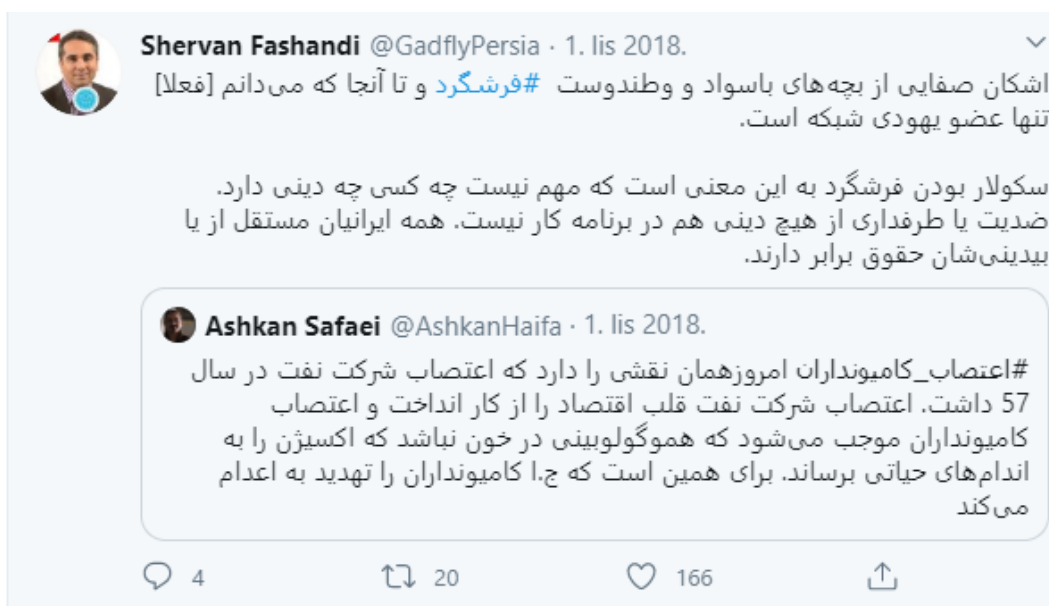 Shervan Fashandi @GadflyPersia · 1. lis 2018.
اشکان صفایی از بچه‌های باسواد و وطندوست #فرشگرد و تا آنجا که می‌دانم [فعلا]
تنها عضو یهودی شبکه است.
سکولار بودن فرشگرد به این معنی است که مهم نیست چه کسی چه دینی دارد.
ضدیت یا طرفداری از هیچ دینی هم در برنامه کار نیست. همه ایرانیان مستقل از یا
بیدینی‌شان حقوق برابر دارند.
Ashkan Safaei @AshkanHaifa · 1. lis 2018.
#اعتصاب_کامیونداران امروزهمان نقشی را دارد که اعتصاب شرکت نفت در سال
57 داشت. اعتصاب شرکت نفت قلب اقتصاد را از کار انداخت و اعتصاب
کامیونداران موجب می‌شود که هموگولوبینی در خون نباشد که اکسیژن را به
اندام‌های حیاتی برساند. برای همین است که ج.ا کامیونداران را تهدید به اعدام
می‌کند
4 20 166